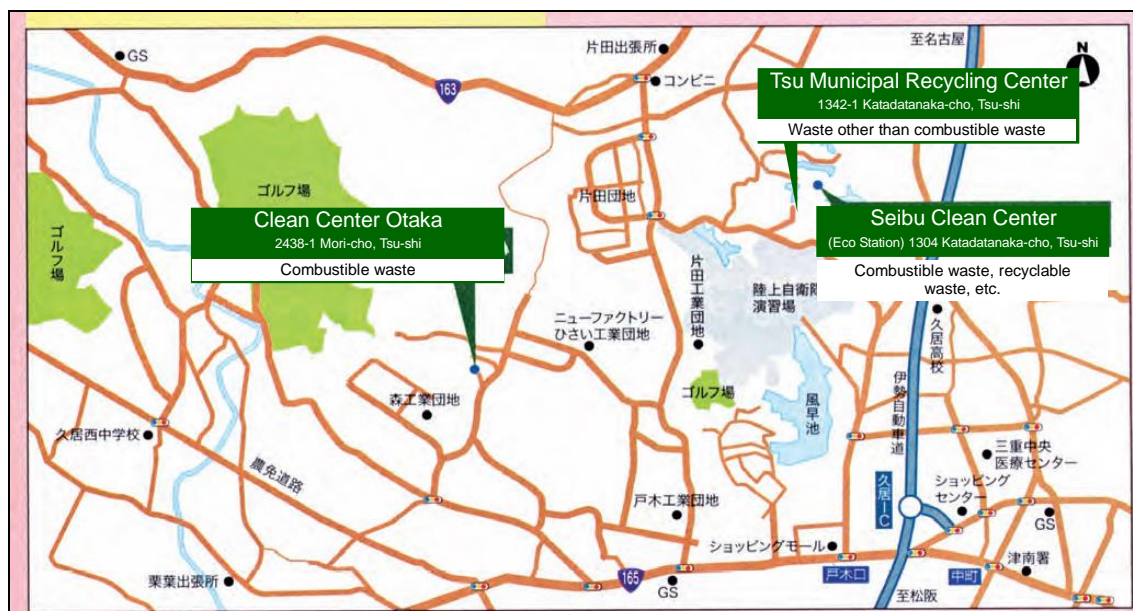 GS
片田出張所
至名古屋
N
コンビニ
163
Tsu Municipal Recycling Center
1342-1 Katadatanaka-cho, Tsu-shi
Waste other than combustible waste
ゴルフ場
片田団地
Clean Center Otaka
2438-1 Mori-cho, Tsu-shi
Combustible waste
Seibu Clean Center
(Eco Station) 1304 Katadatanaka-cho, Tsu-shi
Combustible waste, recyclable
waste, etc.
ゴルフ場
片田工業団地
陸上自衛隊
演習場
ニューファクトリー
ひさい工業団地
久居高校
伊勢自動車道
ゴルフ場
風早池
森工業団地
久居西中学校
農免道路
三重中央
医療センター
久居IC
ショッピング
センター
戸木工業団地
GS
ショッピングモール
戸木口
中町
津南署
栗葉出張所
165
GS
至松阪